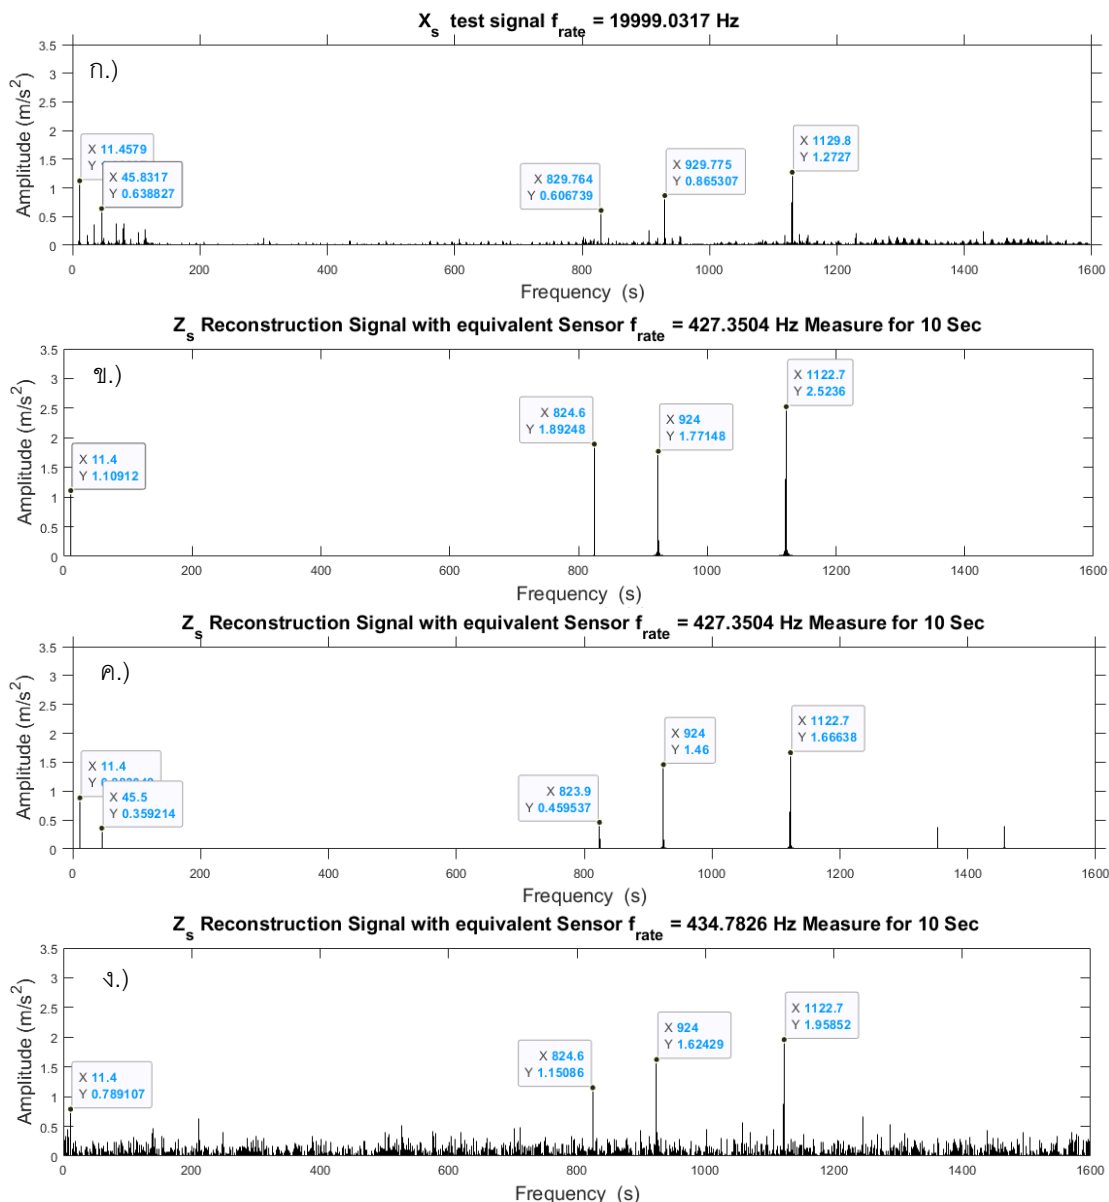 X_s test signal f_rate = 19999.0317 Hz
ก.)
Amplitude (m/s²)
3.5
3
2.5
2
1.5
1
0.5
0
X 11.4579
Y
X 45.8317
Y 0.638827
X 829.764
Y 0.606739
X 929.775
Y 0.865307
X 1129.8
Y 1.2727
0 200 400 600 800 1000 1200 1400 1600
Frequency (s)
Z_s Reconstruction Signal with equivalent Sensor f_rate = 427.3504 Hz Measure for 10 Sec
ข.)
Amplitude (m/s²)
3.5
3
2.5
2
1.5
1
0.5
0
X 11.4
Y 1.10912
X 824.6
Y 1.89248
X 924
Y 1.77148
X 1122.7
Y 2.5236
0 200 400 600 800 1000 1200 1400 1600
Frequency (s)
Z_s Reconstruction Signal with equivalent Sensor f_rate = 427.3504 Hz Measure for 10 Sec
ค.)
Amplitude (m/s²)
3.5
3
2.5
2
1.5
1
0.5
0
X 11.4
Y
X 45.5
Y 0.359214
X 823.9
Y 0.459537
X 924
Y 1.46
X 1122.7
Y 1.66638
0 200 400 600 800 1000 1200 1400 1600
Frequency (s)
Z_s Reconstruction Signal with equivalent Sensor f_rate = 434.7826 Hz Measure for 10 Sec
ง.)
Amplitude (m/s²)
3.5
3
2.5
2
1.5
1
0.5
0
X 11.4
Y 0.789107
X 824.6
Y 1.15086
X 924
Y 1.62429
X 1122.7
Y 1.95852
0 200 400 600 800 1000 1200 1400 1600
Frequency (s)